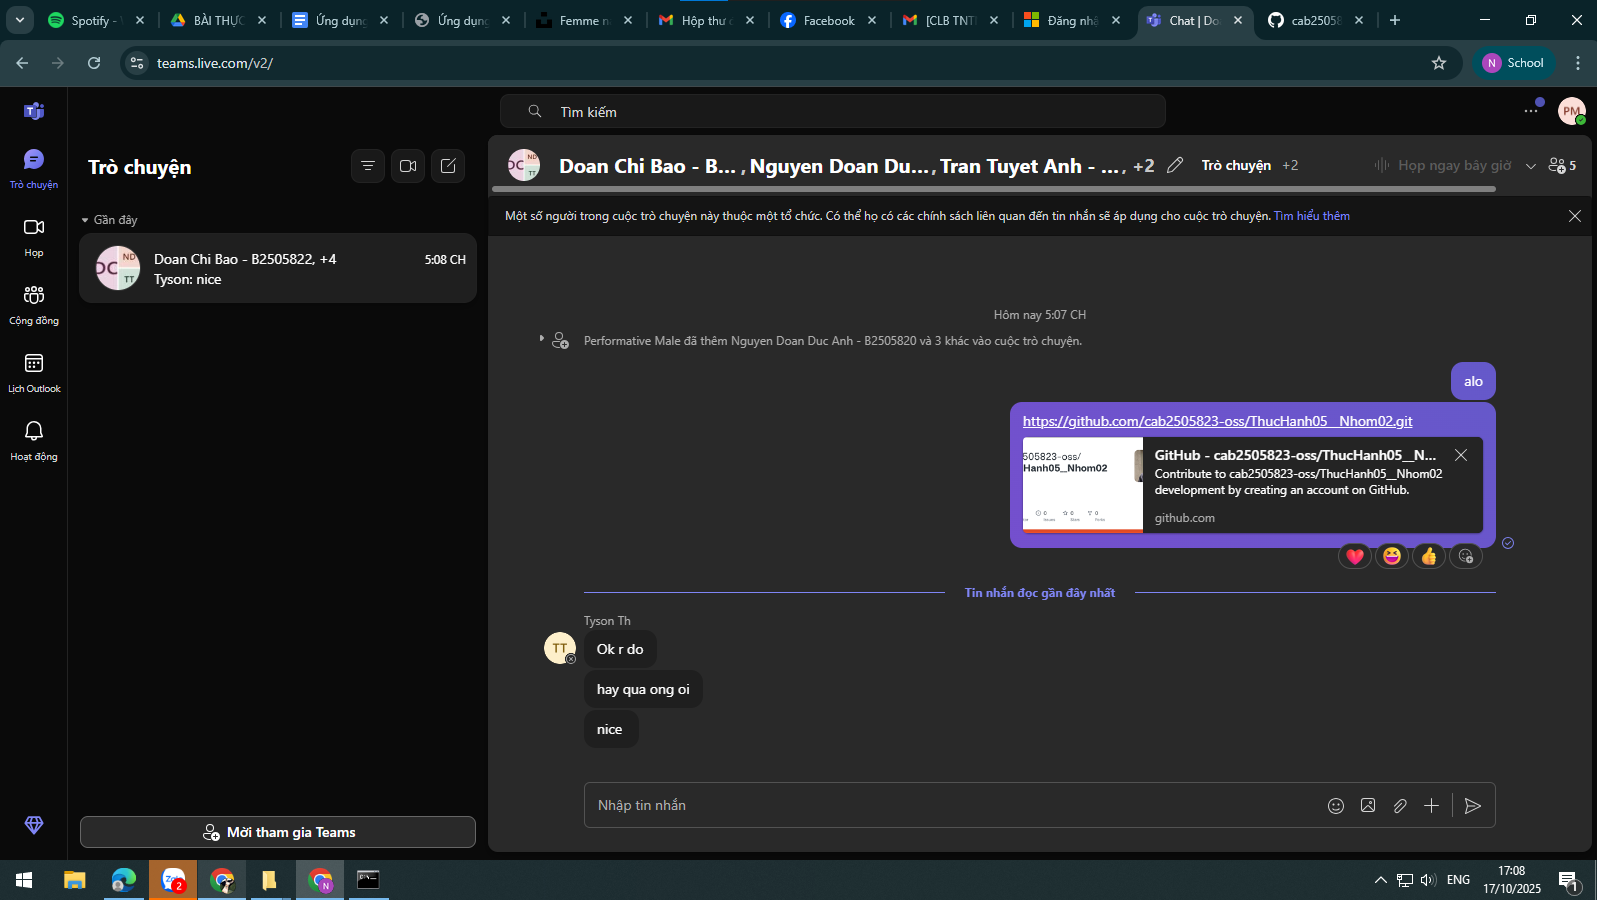 Spotify -
BÀI THỰC
Ứng dụng
Ứng dụng
Femme n
Hộp thư
Facebook
[CLB TNT
Đăng nhậ
Chat | Do
cab2505
teams.live.com/v2/
N School
Tìm kiếm
PM
Trò chuyện
Họp
Cộng đồng
Lịch Outlook
Hoạt động
Trò chuyện
Gần đây
DC ND TT
Doan Chi Bao - B2505822, +4
5:08 CH
Tyson: nice
Mời tham gia Teams
DC ND TT
Doan Chi Bao - B... , Nguyen Doan Du..., Tran Tuyet Anh - ..., +2
Trò chuyện +2
Họp ngay bây giờ
5
Một số người trong cuộc trò chuyện này thuộc một tổ chức. Có thể họ có các chính sách liên quan đến tin nhắn sẽ áp dụng cho cuộc trò chuyện. Tìm hiểu thêm
Hôm nay 5:07 CH
Performative Male đã thêm Nguyen Doan Duc Anh - B2505820 và 3 khác vào cuộc trò chuyện.
alo
https://github.com/cab2505823-oss/ThucHanh05__Nhom02.git
505823-oss/
Hanh05__Nhom02
GitHub - cab2505823-oss/ThucHanh05__N...
Contribute to cab2505823-oss/ThucHanh05__Nhom02
development by creating an account on GitHub.
github.com
Tin nhắn đọc gần đây nhất
Tyson Th
TT
Ok r do
hay qua ong oi
nice
Nhập tin nhắn
Zalo 2
N
ENG
17:08
17/10/2025
1